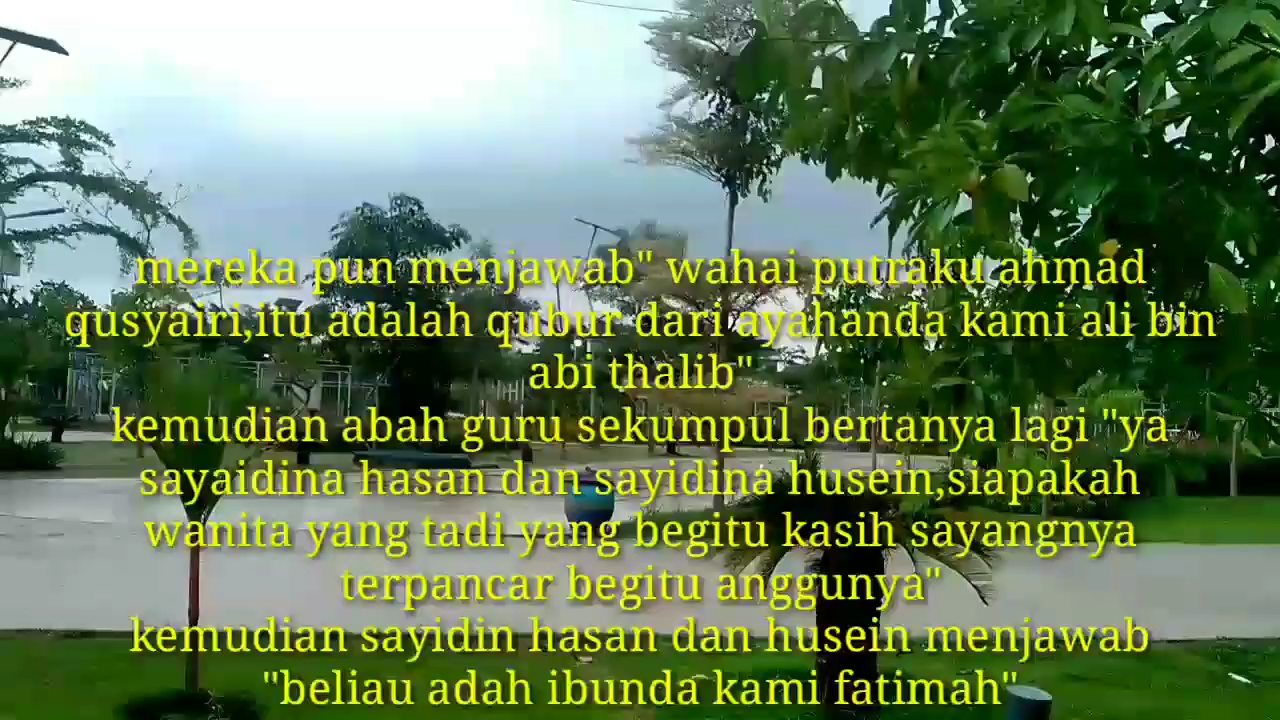 mereka pun menjawab" wahai putraku ahmad
qusyairi,itu adalah qubur dari ayahanda kami ali bin
abi thalib"
kemudian abah guru sekumpul bertanya lagi "ya
sayaidina hasan dan sayidina husein,siapakah
wanita yang tadi yang begitu kasih sayangnya
terpancar begitu anggunya"
kemudian sayidin hasan dan husein menjawab
"beliau adah ibunda kami fatimah"